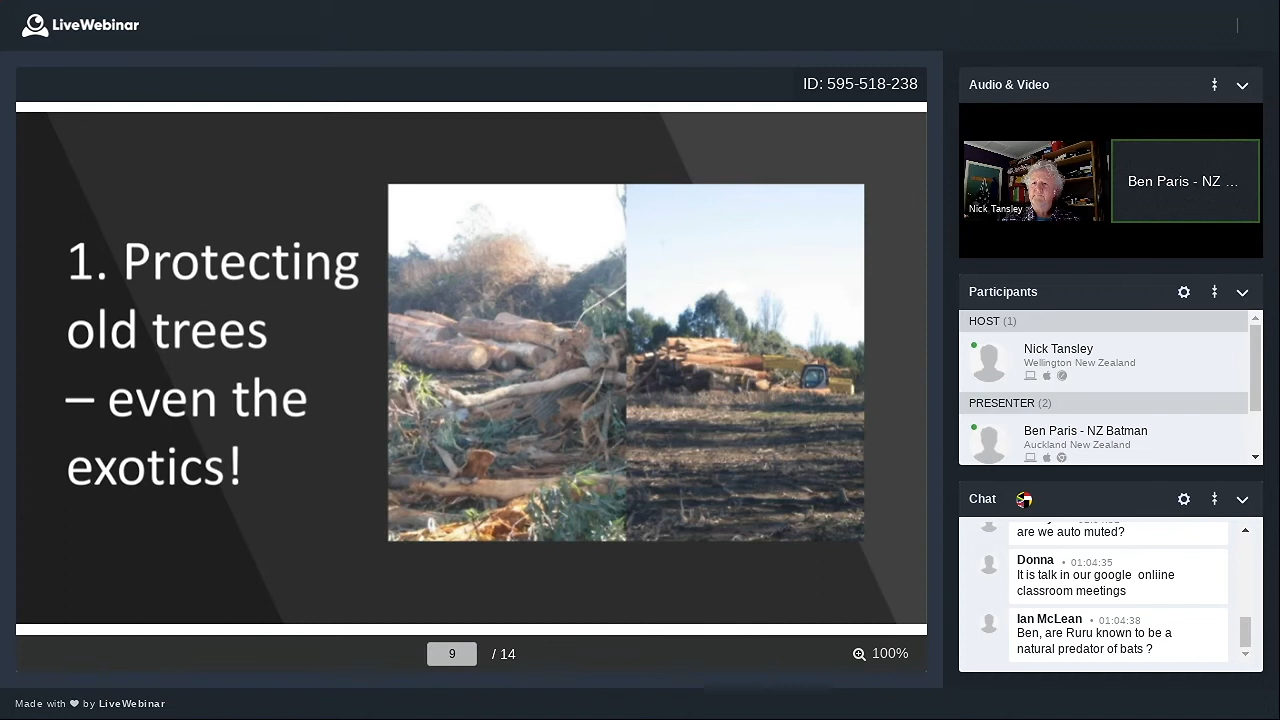 LiveWebinar
ID: 595-518-238
1. Protecting
old trees
– even the
exotics!
9 / 14
100%
Audio & Video
Nick Tansley
Ben Paris - NZ ...
Participants
HOST (1)
Nick Tansley
Wellington New Zealand
PRESENTER (2)
Ben Paris - NZ Batman
Auckland New Zealand
Chat
are we auto muted?
Donna • 01:04:35
It is talk in our google onliine
classroom meetings
Ian McLean • 01:04:38
Ben, are Ruru known to be a
natural predator of bats ?
Made with ❤ by LiveWebinar